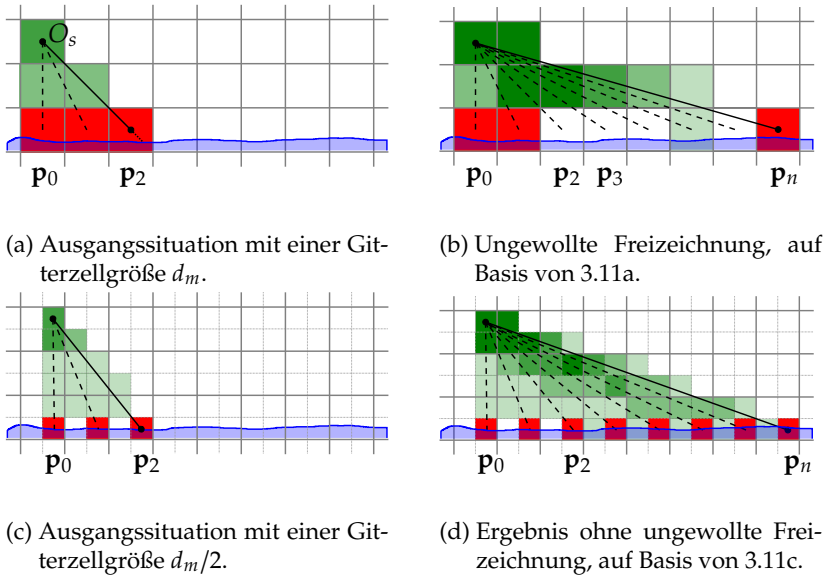 O_s
p_0 p_2
p_0 p_2 p_3 p_n
(a) Ausgangssituation mit einer Git-
terzellgröße d_m.
(b) Ungewollte Freizeichnung, auf
Basis von 3.11a.
p_0 p_2
p_0 p_2 p_n
(c) Ausgangssituation mit einer Git-
terzellgröße d_m/2.
(d) Ergebnis ohne ungewollte Frei-
zeichnung, auf Basis von 3.11c.